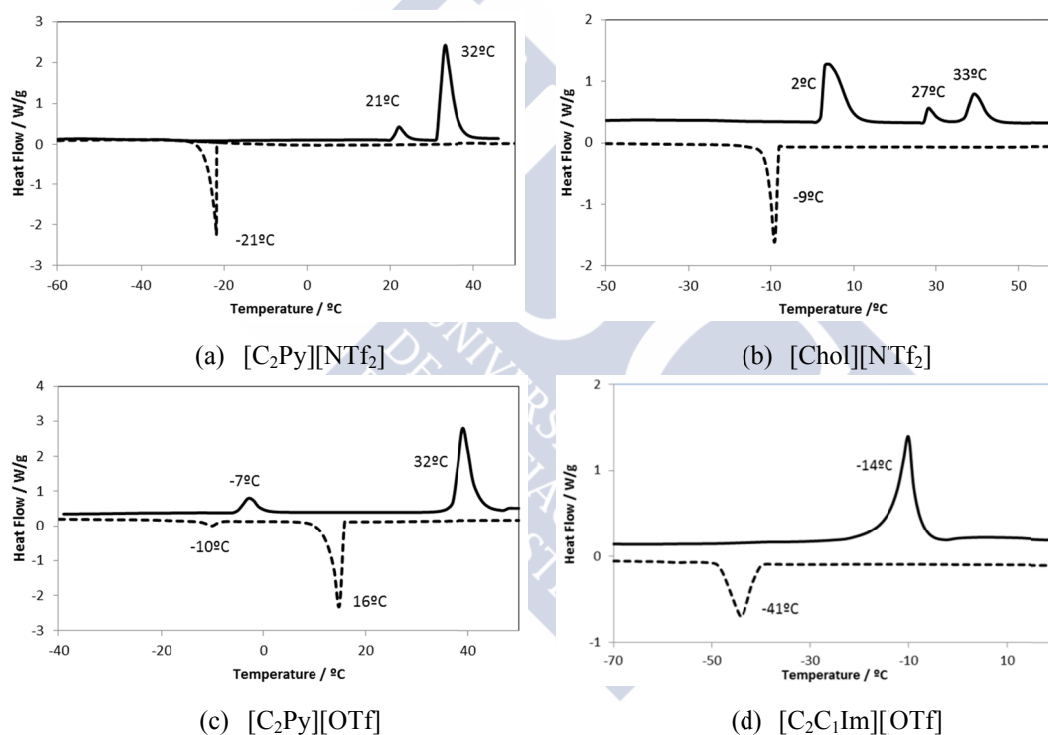 3
2
1
0
-1
-2
-3
Heat Flow / W/g
32ºC
21ºC
-21ºC
-60 -40 -20 0 20 40
Temperature / ºC
(a) [C₂Py][NTf₂]
2
1
0
-1
-2
Heat Flow / W/g
2ºC
27ºC
33ºC
-9ºC
-50 -30 -10 10 30 50
Temperature /ºC
(b) [Chol][NTf₂]
4
3
2
1
0
-1
-2
-3
Heat Flow / W/g
-7ºC
32ºC
-10ºC
16ºC
-40 -20 0 20 40
Temperature / ºC
(c) [C₂Py][OTf]
2
1
0
-1
Heat Flow / W/g
-14ºC
-41ºC
-70 -50 -30 -10 10
Temperature / ºC
(d) [C₂C₁Im][OTf]